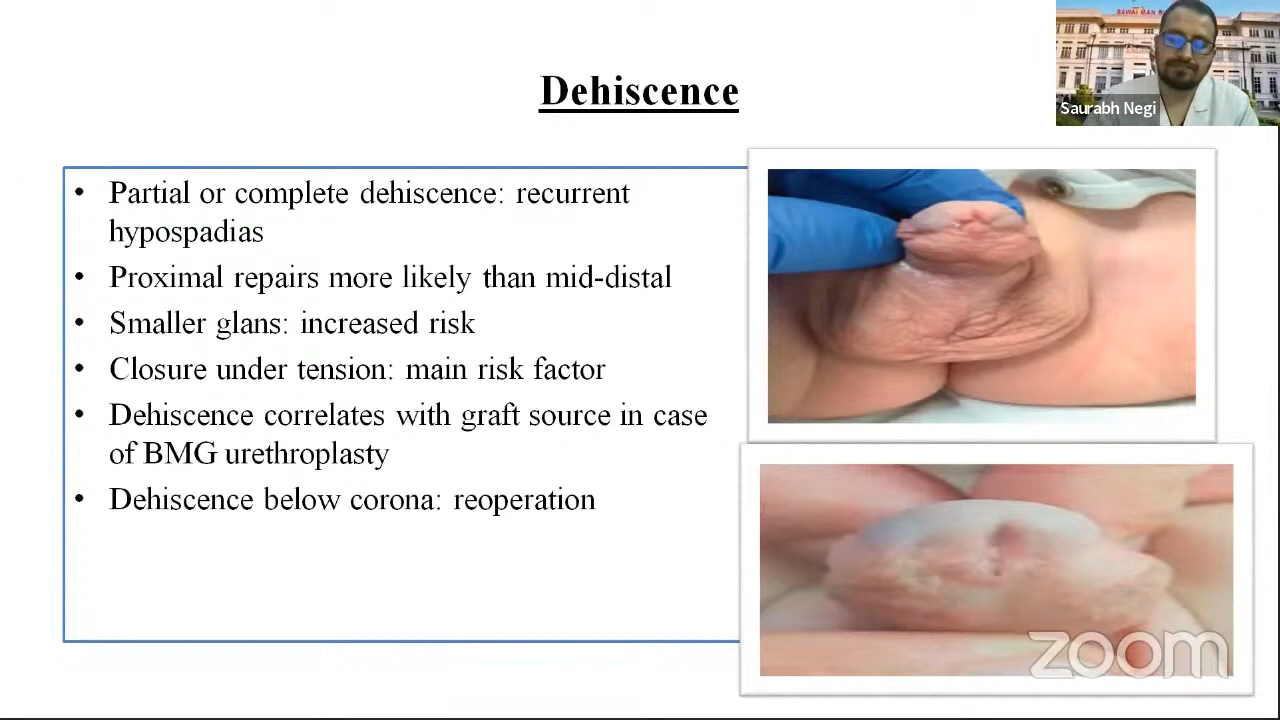 SAWAI MAN
Saurabh Negi
Dehiscence
• Partial or complete dehiscence: recurrent
hypospadias
• Proximal repairs more likely than mid-distal
• Smaller glans: increased risk
• Closure under tension: main risk factor
• Dehiscence correlates with graft source in case
of BMG urethroplasty
• Dehiscence below corona: reoperation
zoom